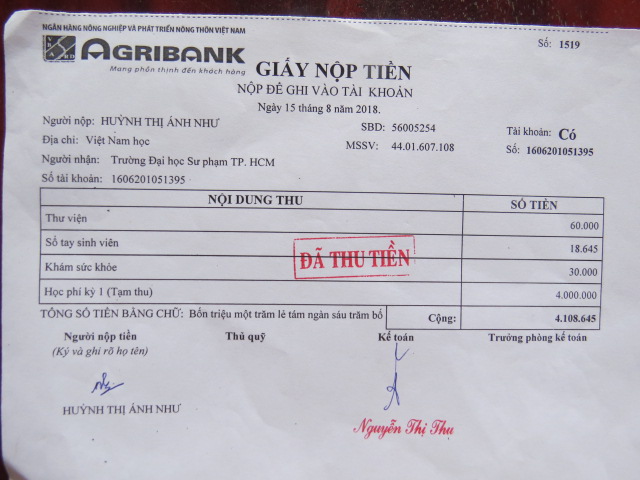 NGÂN HÀNG NÔNG NGHIỆP VÀ PHÁT TRIỂN NÔNG THÔN VIỆT NAM
AGRIBANK
Mang phồn thịnh đến khách hàng
Số: 1519
GIẤY NỘP TIỀN
NỘP ĐỂ GHI VÀO TÀI KHOẢN
Ngày 15 tháng 8 năm 2018.
Người nộp: HUỲNH THỊ ÁNH NHƯ
SBD: 56005254
Tài khoản: Có
Địa chỉ: Việt Nam học
MSSV: 44.01.607.108
Số: 1606201051395
Người nhận: Trường Đại học Sư phạm TP. HCM
Số tài khoản: 1606201051395
NỘI DUNG THU SỐ TIỀN
Thư viện 60.000
Sổ tay sinh viên 18.645
ĐÃ THU TIỀN
Khám sức khỏe 30.000
Học phí kỳ 1 (Tạm thu) 4.000.000
TỔNG SỐ TIỀN BẰNG CHỮ: Bốn triệu một trăm lẻ tám ngàn sáu trăm bố
Cộng: 4.108.645
Người nộp tiền Thủ quỹ Kế toán Trưởng phòng kế toán
(Ký và ghi rõ họ tên)
HUỲNH THỊ ÁNH NHƯ
Nguyễn Thị Thu